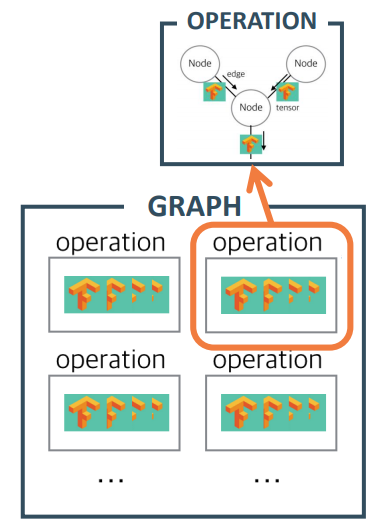 OPERATION
Node
Node
edge
Node
tensor
GRAPH
operation
operation
operation
operation
...
...